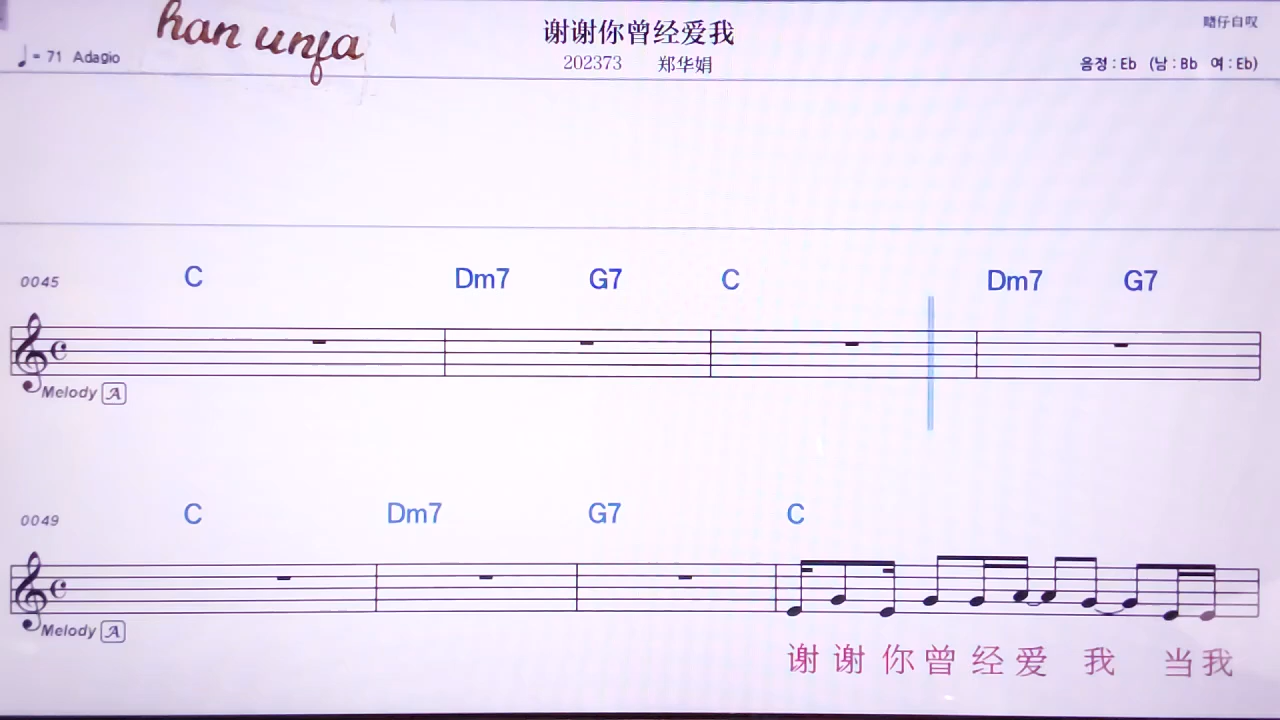 han unja
谢谢你曾经爱我
♩= 71 Adagio
202373 郑华娟
음정 : Eb (남 : Bb 여 : Eb)
0045 C Dm7 G7 C Dm7 G7
Melody A
0049 C Dm7 G7 C
Melody A
谢谢你曾经爱我 当我